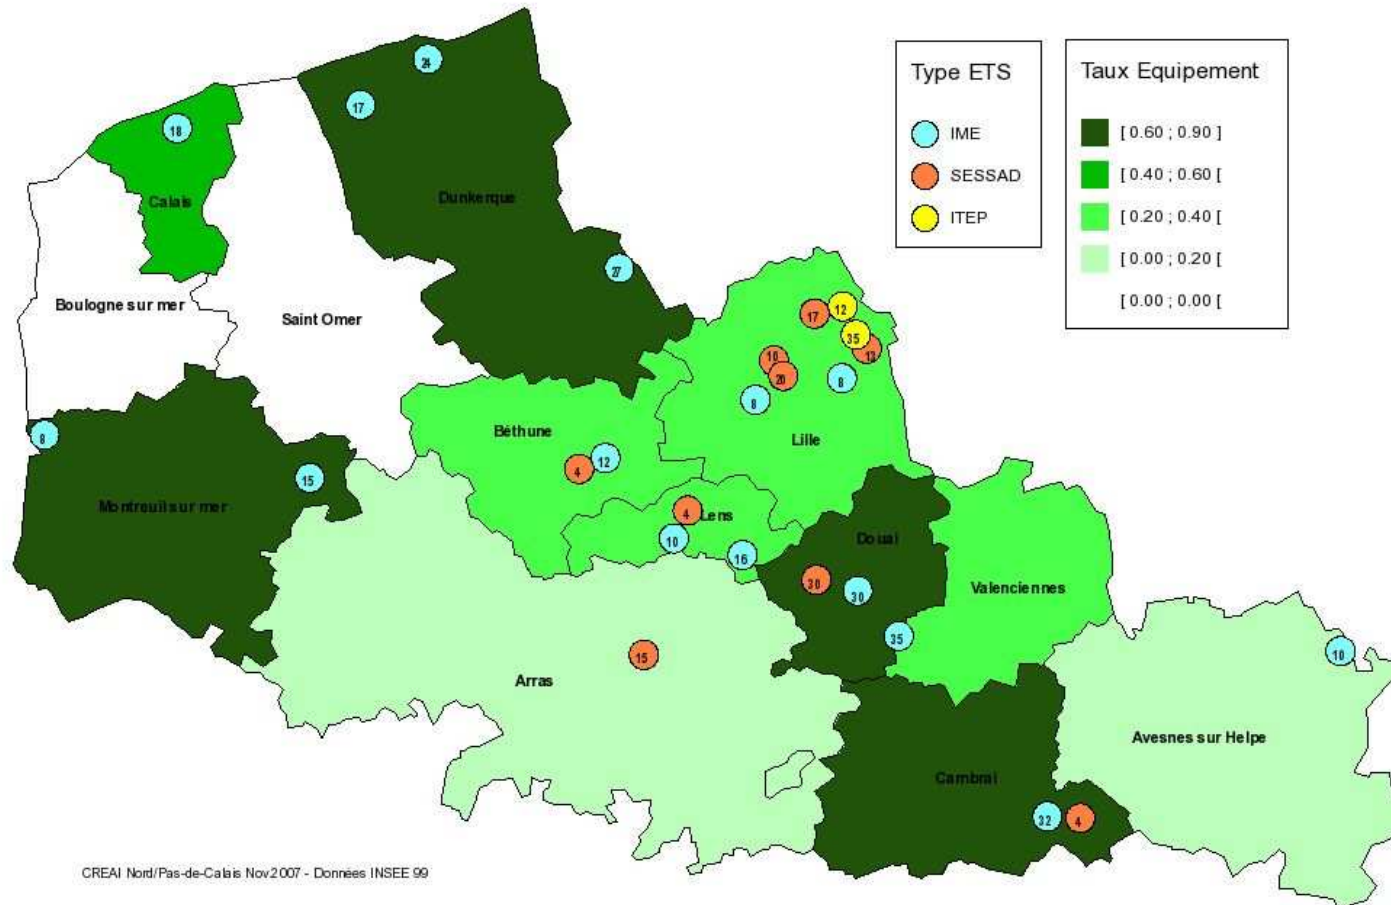 24
Type ETS
Taux Equipement
17
18
IME
[ 0.60 ; 0.90 ]
SESSAD
[ 0.40 ; 0.60 [
Calais
Dunkerque
ITEP
[ 0.20 ; 0.40 [
[ 0.00 ; 0.20 [
27
Boulogne sur mer
Saint Omer
17
12
[ 0.00 ; 0.00 [
35
13
10
20
8
8
8
Béthune
Lille
4
12
15
Montreuil sur mer
4
Lens
10
16
Douai
30
30
Valenciennes
35
15
10
Arras
Avesnes sur Helpe
Cambrai
32
4
CREAI Nord/Pas-de-Calais Nov2007 - Données INSEE 99